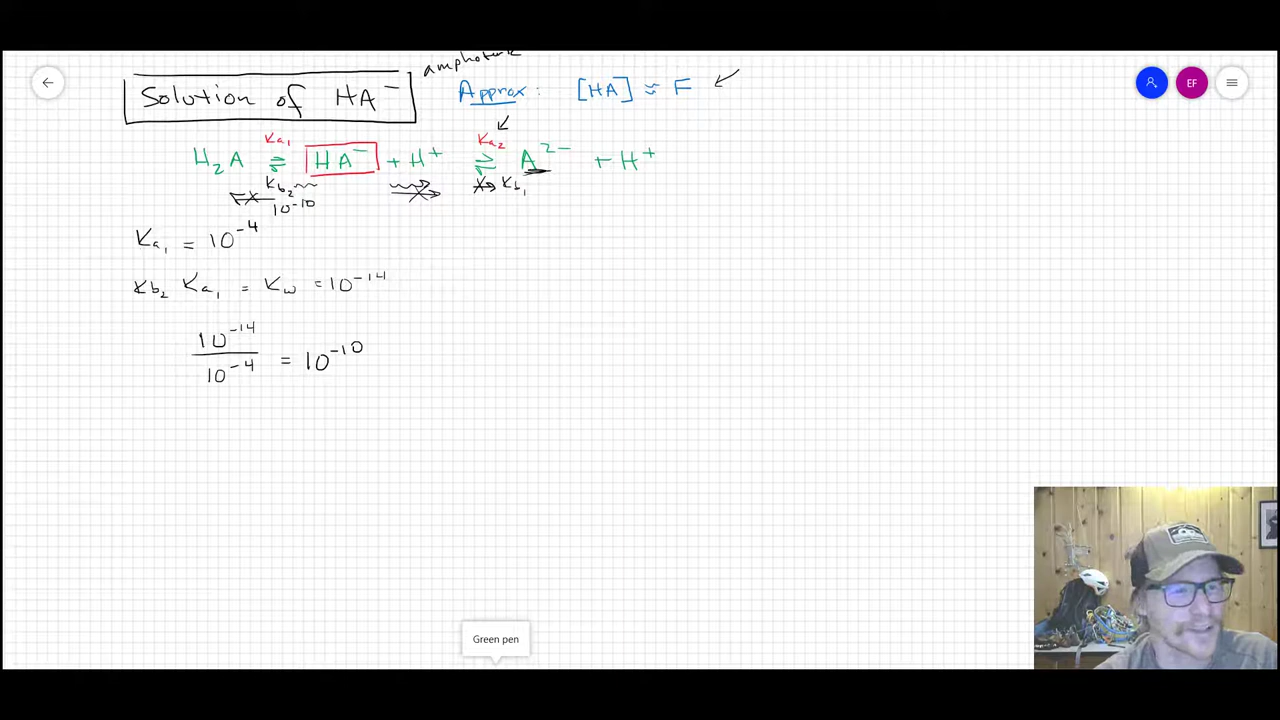 amphoteric
Solution of HA⁻
Approx: [HA] ≈ F ↙
EF
H₂A ⇌ HA⁻ + H⁺ ⇌ A²⁻ + H⁺
Ka₁
Ka₂
Kb₂
Kb₁
10⁻¹⁰
Ka₁ = 10⁻⁴
Kb₂ Ka₁ = Kw = 10⁻¹⁴
10⁻¹⁴
10⁻⁴
= 10⁻¹⁰
Green pen